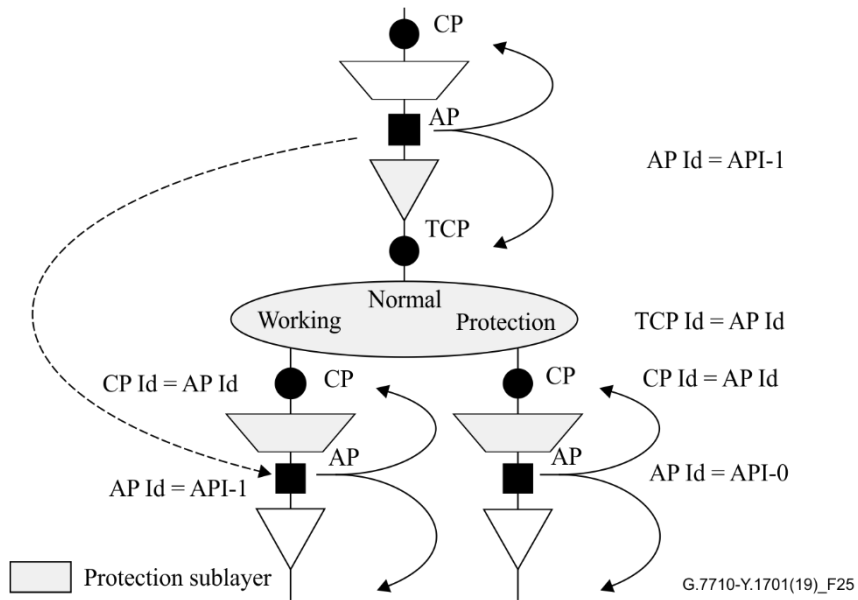 CP
AP
AP Id = API-1
TCP
Normal
Working
Protection
TCP Id = AP Id
CP Id = AP Id
CP
CP
CP Id = AP Id
AP
AP
AP Id = API-1
AP Id = API-0
Protection sublayer
G.7710-Y.1701(19)_F25